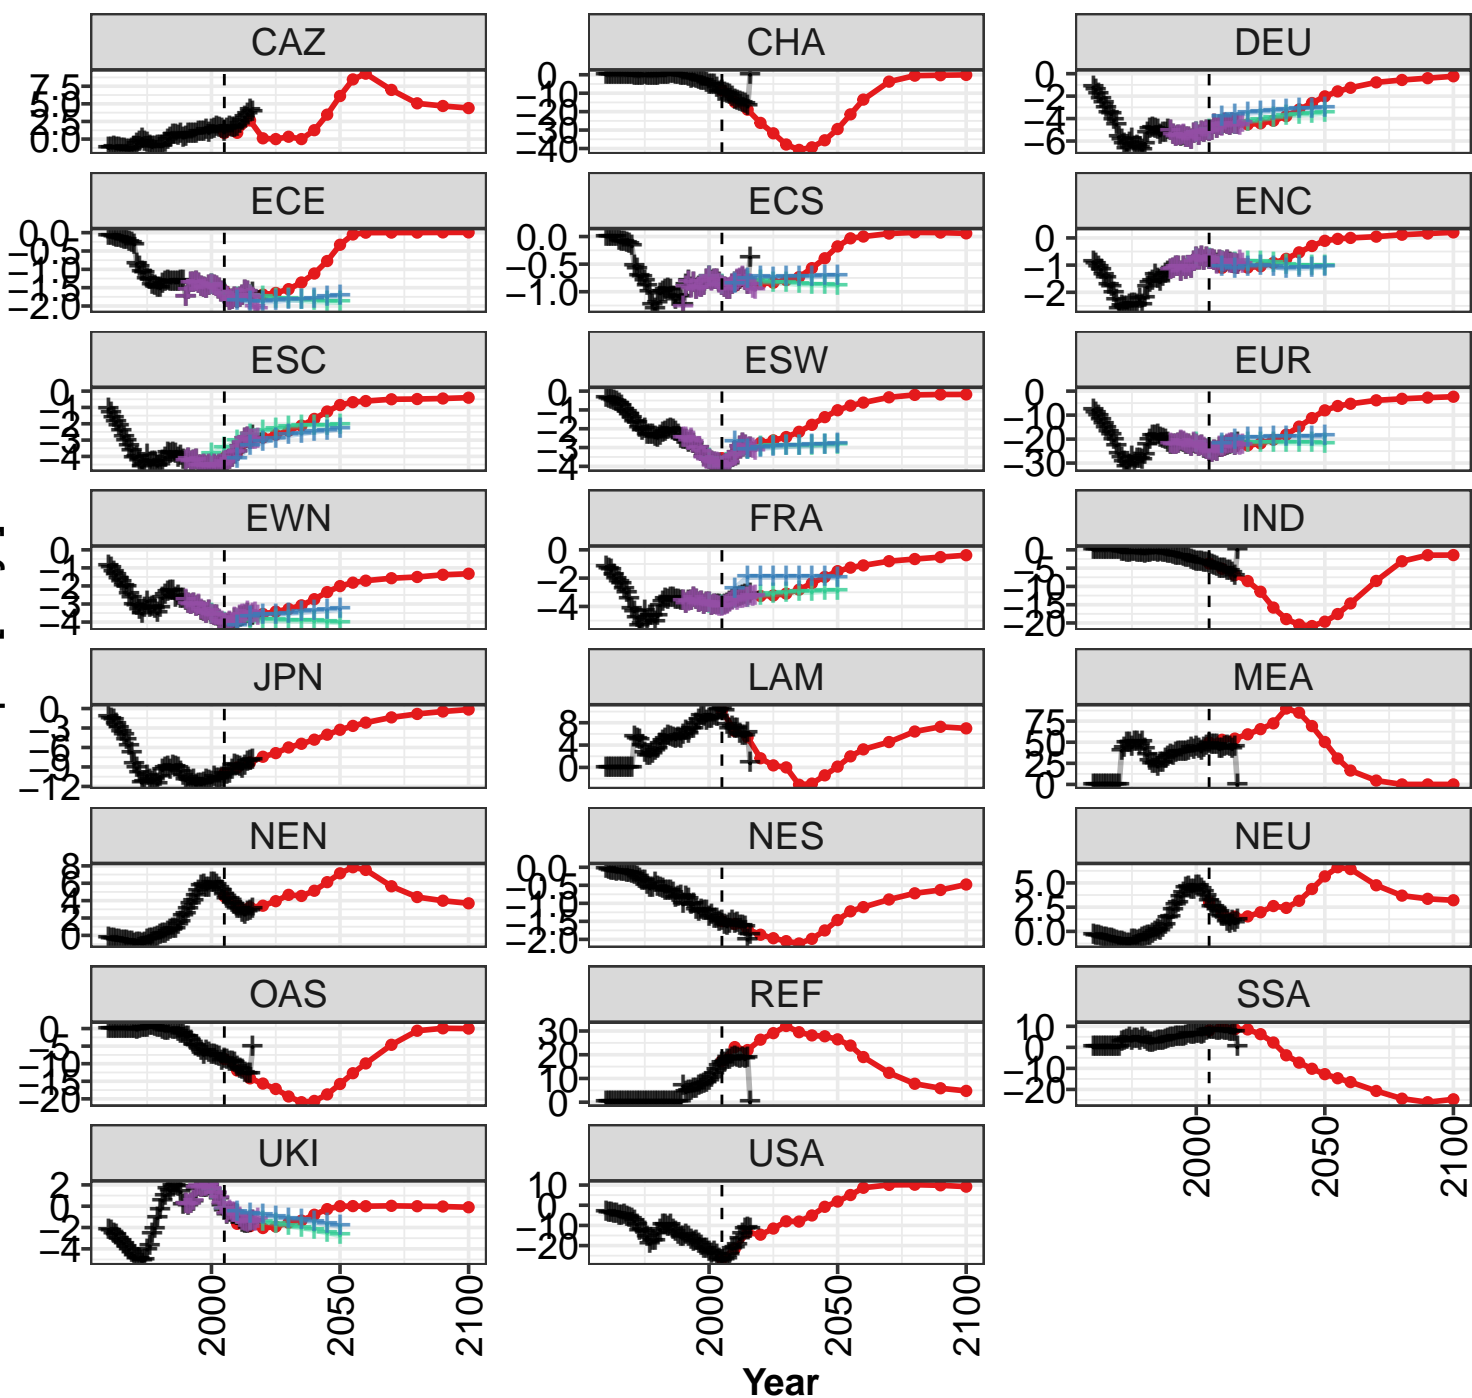 CAZ CHA DEU
7.5 5.0 2.5 0.0
0 −10 −20 −30 −40
0 −2 −4 −6
ECE ECS ENC
0.0 −0.5 −1.0 −1.5 −2.0
0.0 −0.5 −1.0
0 −1 −2
ESC ESW EUR
0 −1 −2 −3 −4
0 −1 −2 −3 −4
0 −10 −20 −30
EWN FRA IND
0 −1 −2 −3 −4
0 −2 −4
0 −5 −10 −15 −20
JPN LAM MEA
0 −3 −6 −9 −12
8 4 0
75 50 25 0
NEN NES NEU
8 6 4 2 0
0.0 −0.5 −1.0 −1.5 −2.0
5.0 2.5 0.0
OAS REF SSA
0 −5 −10 −15 −20
30 20 10 0
10 0 −10 −20
2000 2050 2100
UKI USA
2 0 −2 −4
10 0 −10 −20
2000 2050 2100
2000 2050 2100
Year